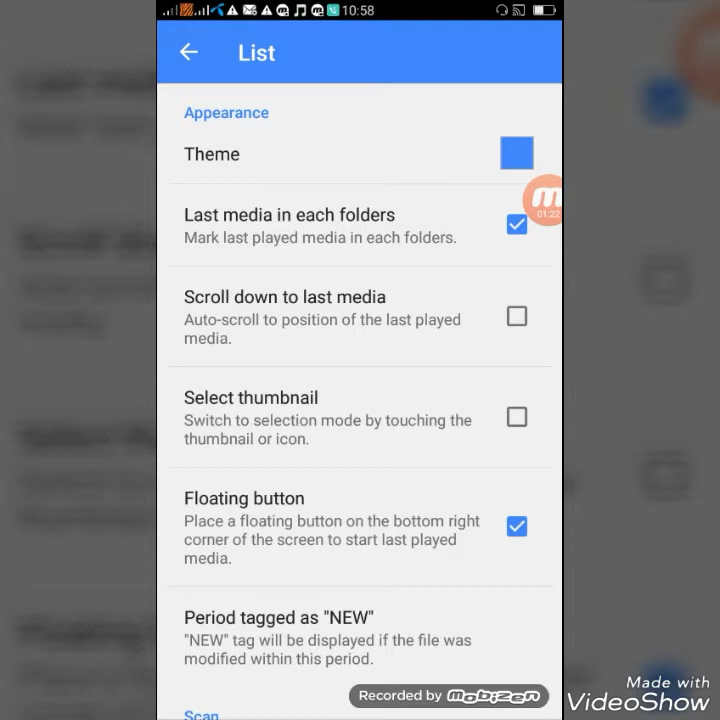 10:58
List
Appearance
Theme
01:22
Last media in each folders
Mark last played media in each folders.
Scroll down to last media
Auto-scroll to position of the last played
media.
Select thumbnail
Switch to selection mode by touching the
thumbnail or icon.
Floating button
Place a floating button on the bottom right
corner of the screen to start last played
media.
Period tagged as "NEW"
"NEW" tag will be displayed if the file was
modified within this period.
Recorded by mobizen
Made with
VideoShow
Scan